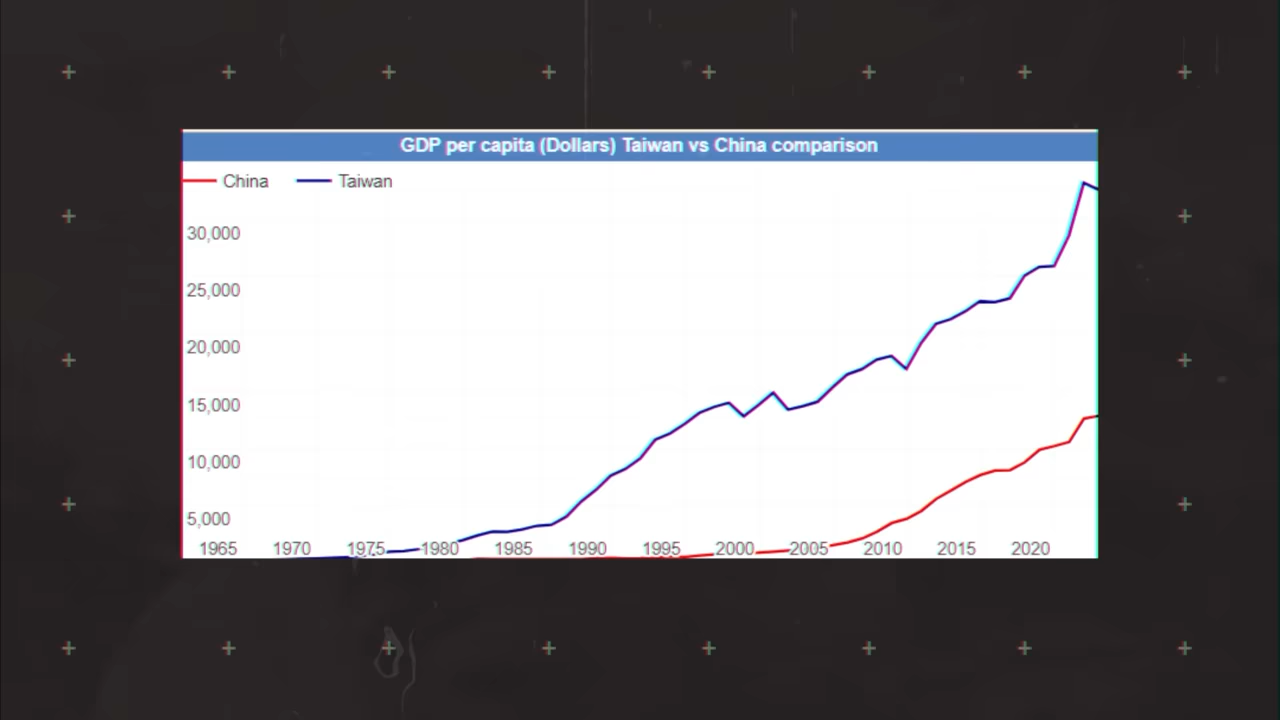 GDP per capita (Dollars) Taiwan vs China comparison
China Taiwan
30,000
25,000
20,000
15,000
10,000
5,000
1965 1970 1975 1980 1985 1990 1995 2000 2005 2010 2015 2020